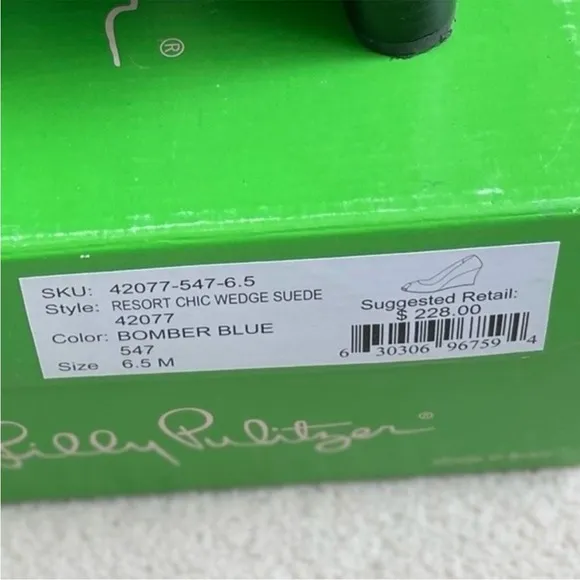 ®
SKU: 42077-547-6.5
Style: RESORT CHIC WEDGE SUEDE
42077
Color: BOMBER BLUE
547
Size 6.5 M
Suggested Retail:
$ 228.00
6 30306 96759 4
Lilly Pulitzer®